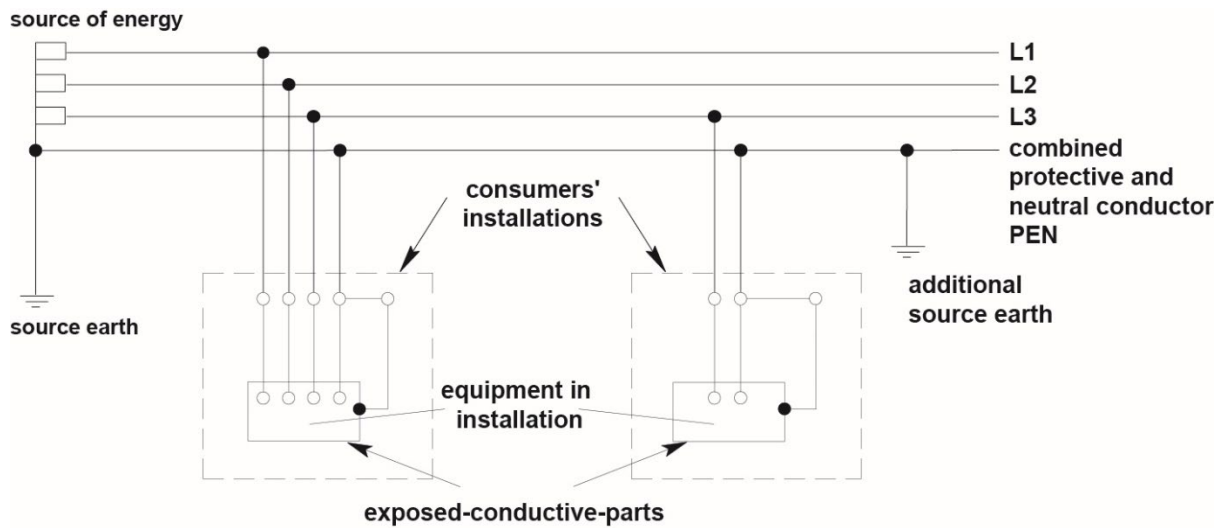 source of energy
L1
L2
L3
combined
protective and
neutral conductor
PEN
consumers'
installations
additional
source earth
source earth
equipment in
installation
exposed-conductive-parts